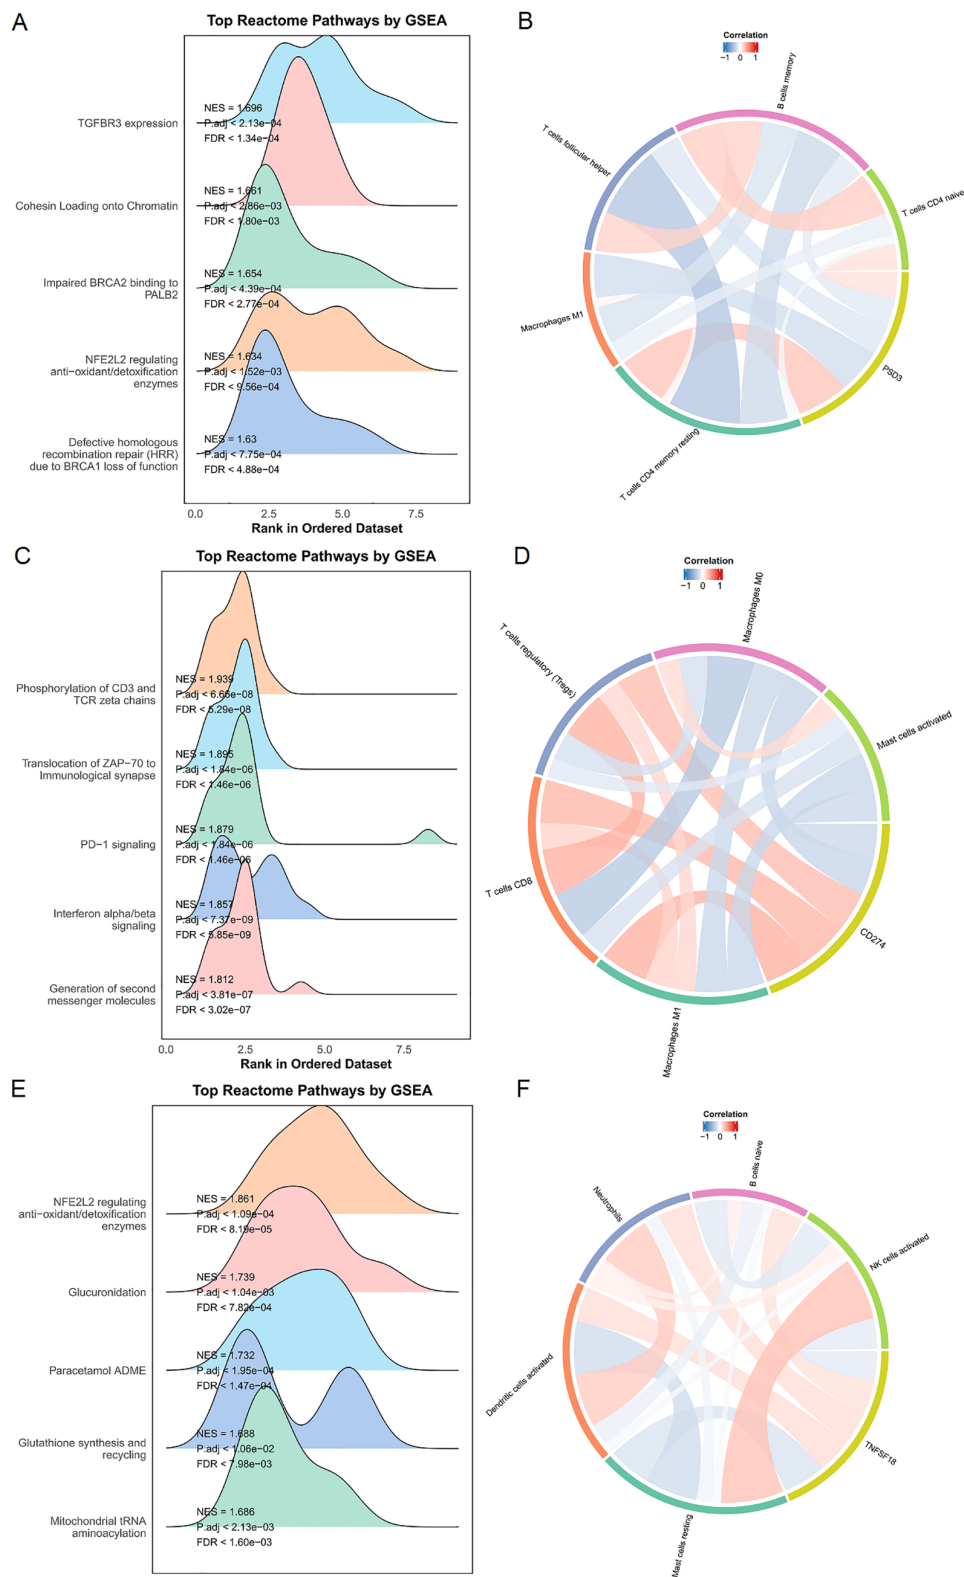 A
Top Reactome Pathways by GSEA
TGFBR3 expression
NES = 1.696
P.adj < 2.13e−04
FDR < 1.34e−04
Cohesin Loading onto Chromatin
NES = 1.661
P.adj < 2.86e−03
FDR < 1.80e−03
Impaired BRCA2 binding to
PALB2
NES = 1.654
P.adj < 4.39e−04
FDR < 2.77e−04
NFE2L2 regulating
anti−oxidant/detoxification
enzymes
NES = 1.634
P.adj < 1.52e−03
FDR < 9.56e−04
Defective homologous
recombination repair (HRR)
due to BRCA1 loss of function
NES = 1.63
P.adj < 7.75e−04
FDR < 4.88e−04
0.0 2.5 5.0 7.5
Rank in Ordered Dataset
B
Correlation
−1 0 1
B cells memory
T cells follicular helper
T cells CD4 naive
Macrophages M1
PSD3
T cells CD4 memory resting
C
Top Reactome Pathways by GSEA
Phosphorylation of CD3 and
TCR zeta chains
NES = 1.939
P.adj < 6.66e−08
FDR < 5.29e−08
Translocation of ZAP−70 to
Immunological synapse
NES = 1.895
P.adj < 1.84e−06
FDR < 1.46e−06
PD−1 signaling
NES = 1.879
P.adj < 1.84e−06
FDR < 1.46e−06
Interferon alpha/beta
signaling
NES = 1.857
P.adj < 7.37e−09
FDR < 5.85e−09
Generation of second
messenger molecules
NES = 1.812
P.adj < 3.81e−07
FDR < 3.02e−07
0.0 2.5 5.0 7.5
Rank in Ordered Dataset
D
Correlation
−1 0 1
Macrophages M0
T cells regulatory (Tregs)
Mast cells activated
T cells CD8
CD274
Macrophages M1
E
Top Reactome Pathways by GSEA
NFE2L2 regulating
anti−oxidant/detoxification
enzymes
NES = 1.861
P.adj < 1.09e−04
FDR < 8.19e−05
Glucuronidation
NES = 1.739
P.adj < 1.04e−03
FDR < 7.82e−04
Paracetamol ADME
NES = 1.732
P.adj < 1.95e−04
FDR < 1.47e−04
Glutathione synthesis and
recycling
NES = 1.688
P.adj < 1.06e−02
FDR < 7.98e−03
Mitochondrial tRNA
aminoacylation
NES = 1.686
P.adj < 2.13e−03
FDR < 1.60e−03
F
Correlation
−1 0 1
B cells naive
Neutrophils
NK cells activated
Dendritic cells activated
TNFSF18
Mast cells resting